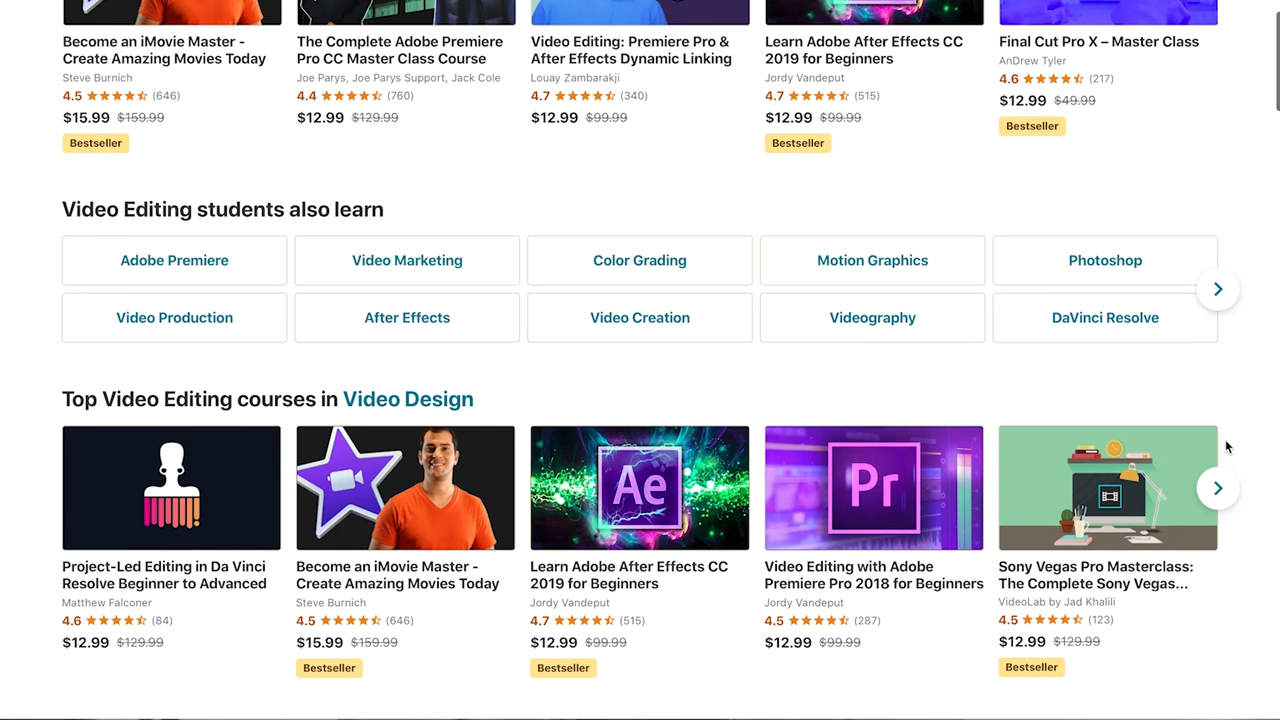 Become an iMovie Master -
Create Amazing Movies Today
Steve Burnich
4.5 (646)
$15.99 $159.99
Bestseller
The Complete Adobe Premiere
Pro CC Master Class Course
Joe Parys, Joe Parys Support, Jack Cole
4.4 (760)
$12.99 $129.99
Video Editing: Premiere Pro &
After Effects Dynamic Linking
Louay Zambarakji
4.7 (340)
$12.99 $99.99
Learn Adobe After Effects CC
2019 for Beginners
Jordy Vandeput
4.7 (515)
$12.99 $99.99
Bestseller
Final Cut Pro X – Master Class
AnDrew Tyler
4.6 (217)
$12.99 $49.99
Bestseller
Video Editing students also learn
Adobe Premiere
Video Marketing
Color Grading
Motion Graphics
Photoshop
Video Production
After Effects
Video Creation
Videography
DaVinci Resolve
Top Video Editing courses in Video Design
Ae
Pr
Project-Led Editing in Da Vinci
Resolve Beginner to Advanced
Matthew Falconer
4.6 (84)
$12.99 $129.99
Become an iMovie Master -
Create Amazing Movies Today
Steve Burnich
4.5 (646)
$15.99 $159.99
Bestseller
Learn Adobe After Effects CC
2019 for Beginners
Jordy Vandeput
4.7 (515)
$12.99 $99.99
Bestseller
Video Editing with Adobe
Premiere Pro 2018 for Beginners
Jordy Vandeput
4.5 (287)
$12.99 $99.99
Sony Vegas Pro Masterclass:
The Complete Sony Vegas...
VideoLab by Jad Khalili
4.5 (123)
$12.99 $129.99
Bestseller